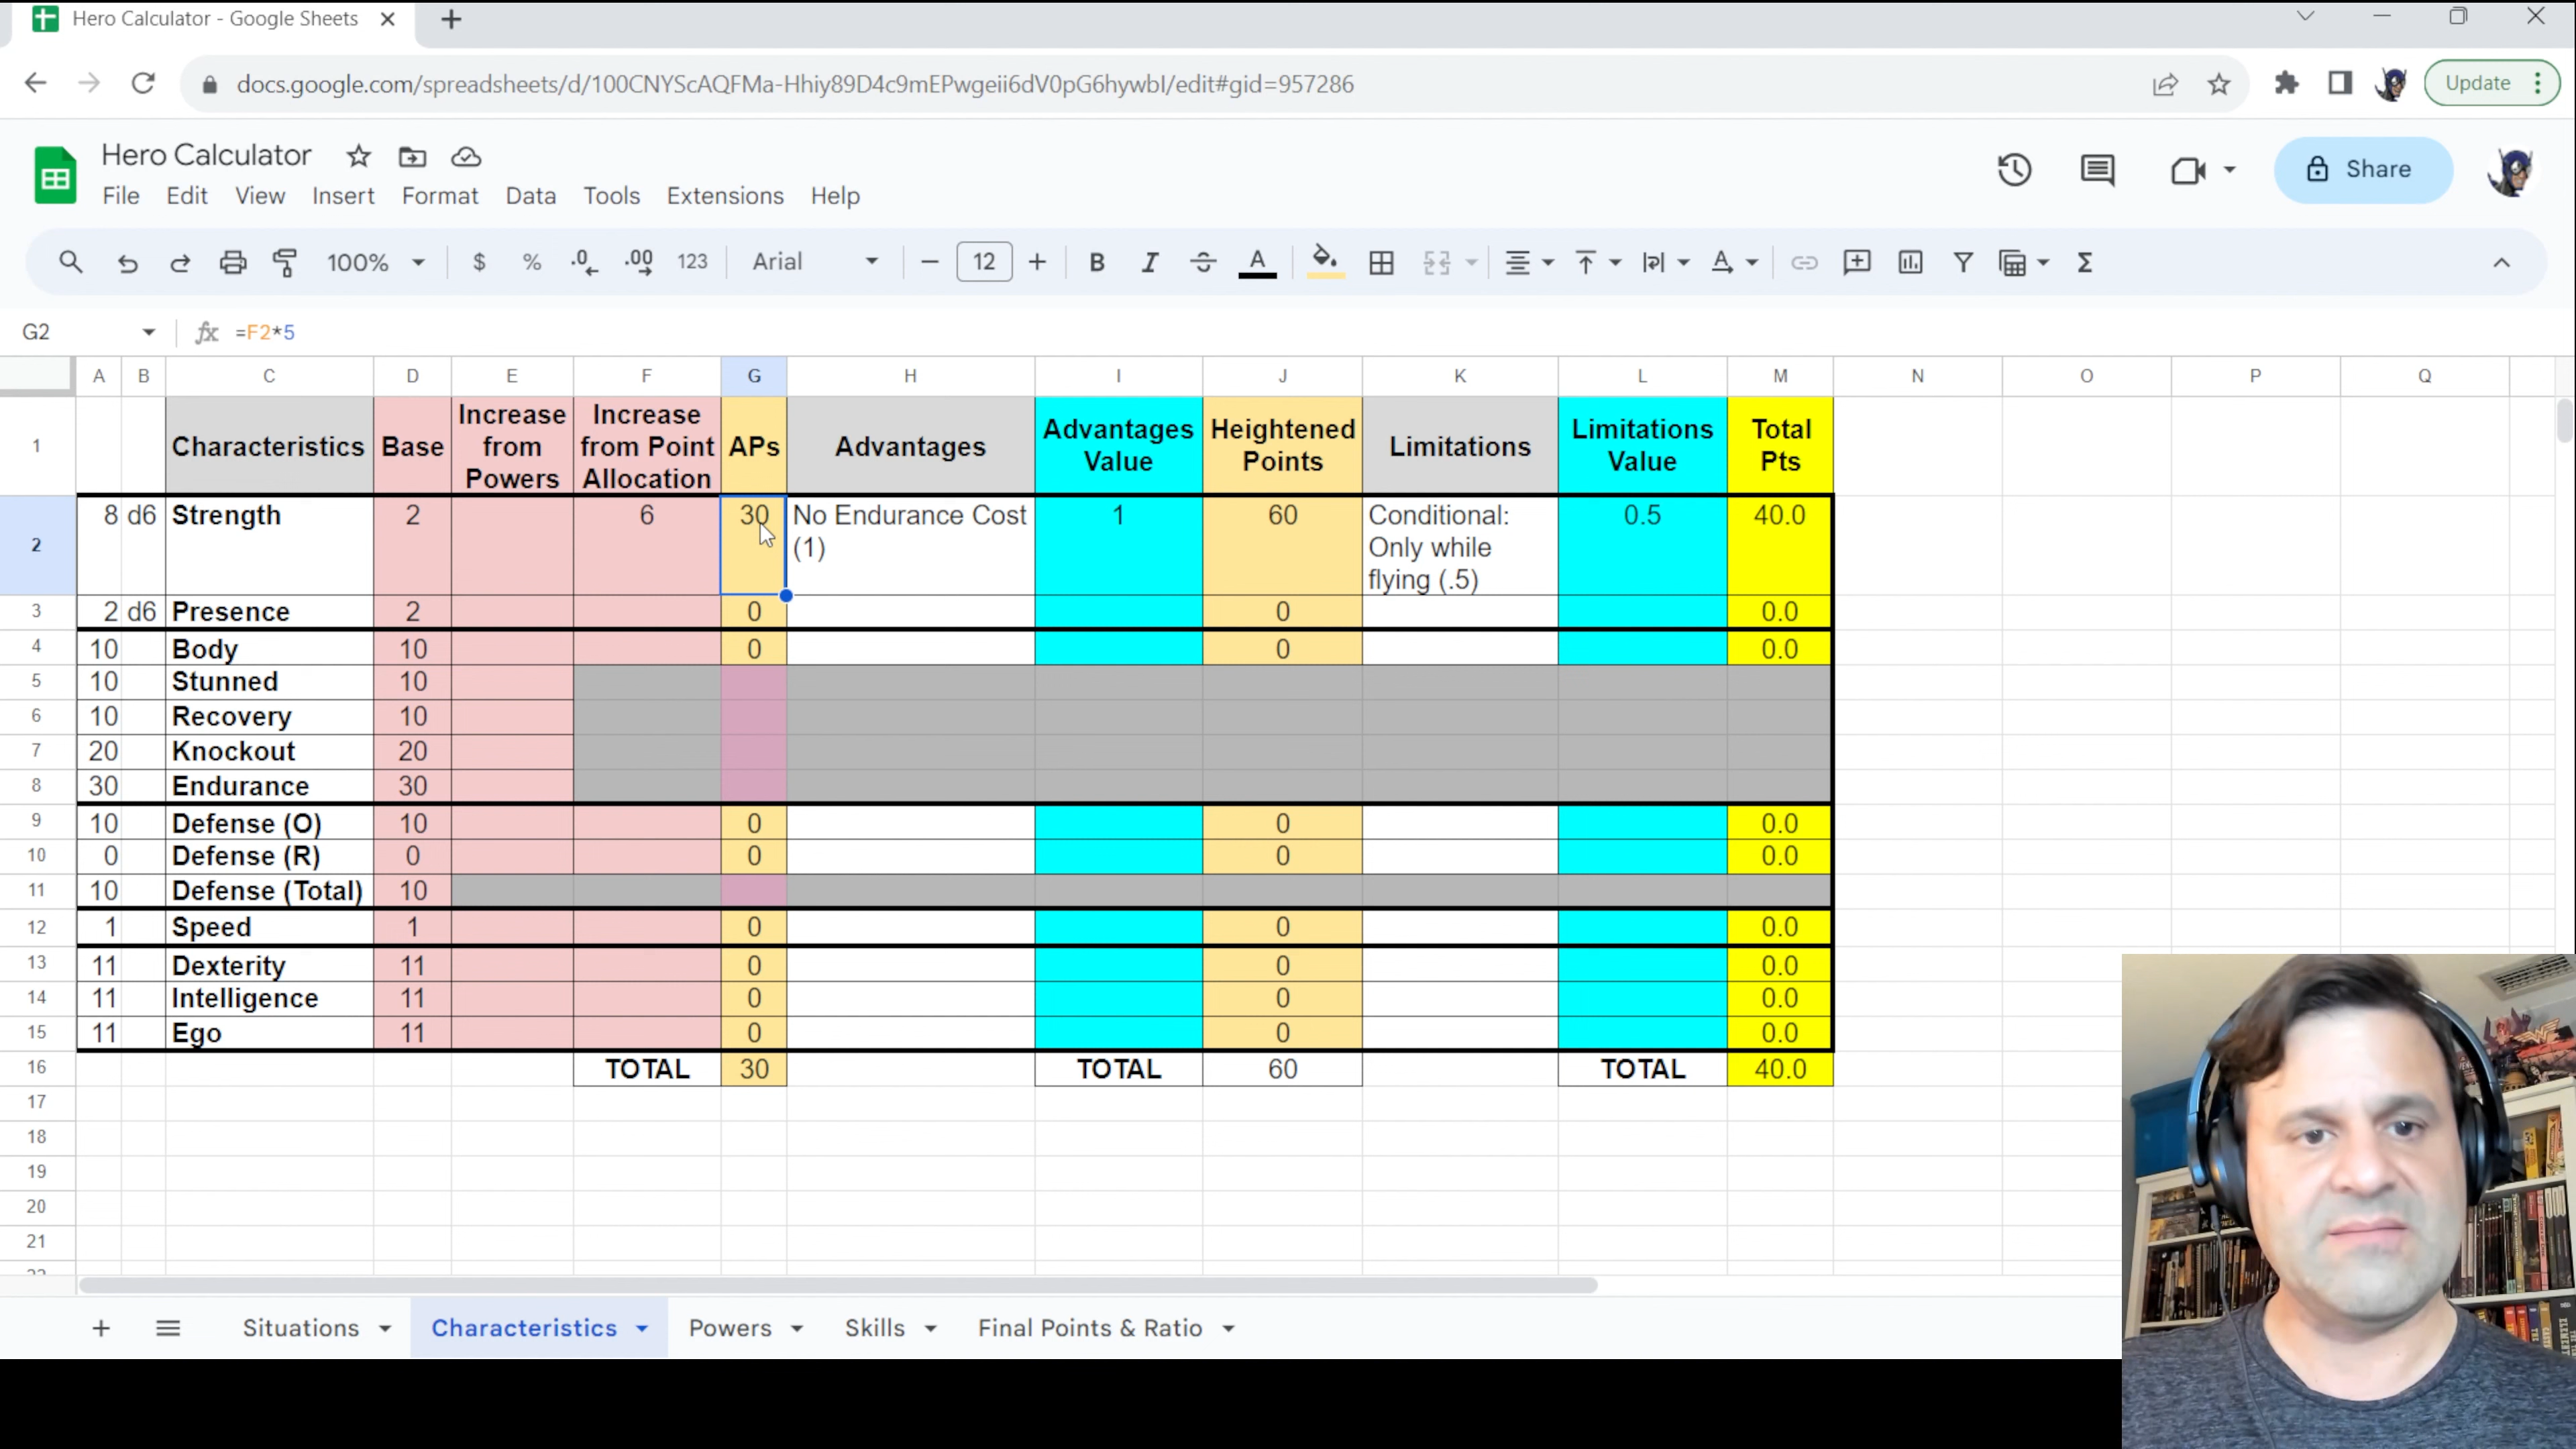 Hero Calculator - Google Sheets
docs.google.com/spreadsheets/d/100CNYScAQFMa-Hhiy89D4c9mEPwgeii6dV0pG6hywbI/edit#gid=957286
Update
Hero Calculator
File Edit View Insert Format Data Tools Extensions Help
Share
100% $ % .0 .00 123 Arial 12 B I A Σ
G2 fx =F2*5
A B C D E F G H I J K L M N O P Q
1 Characteristics Base Increase from Powers Increase from Point Allocation APs Advantages Advantages Value Heightened Points Limitations Limitations Value Total Pts
2 8 d6 Strength 2 6 30 No Endurance Cost (1) 1 60 Conditional: Only while flying (.5) 0.5 40.0
3 2 d6 Presence 2 0 0 0.0
4 10 Body 10 0 0 0.0
5 10 Stunned 10
6 10 Recovery 10
7 20 Knockout 20
8 30 Endurance 30
9 10 Defense (O) 10 0 0 0.0
10 0 Defense (R) 0 0 0 0.0
11 10 Defense (Total) 10
12 1 Speed 1 0 0 0.0
13 11 Dexterity 11 0 0 0.0
14 11 Intelligence 11 0 0 0.0
15 11 Ego 11 0 0 0.0
16 TOTAL 30 TOTAL 60 TOTAL 40.0
17
18
19
20
21
Situations Characteristics Powers Skills Final Points & Ratio